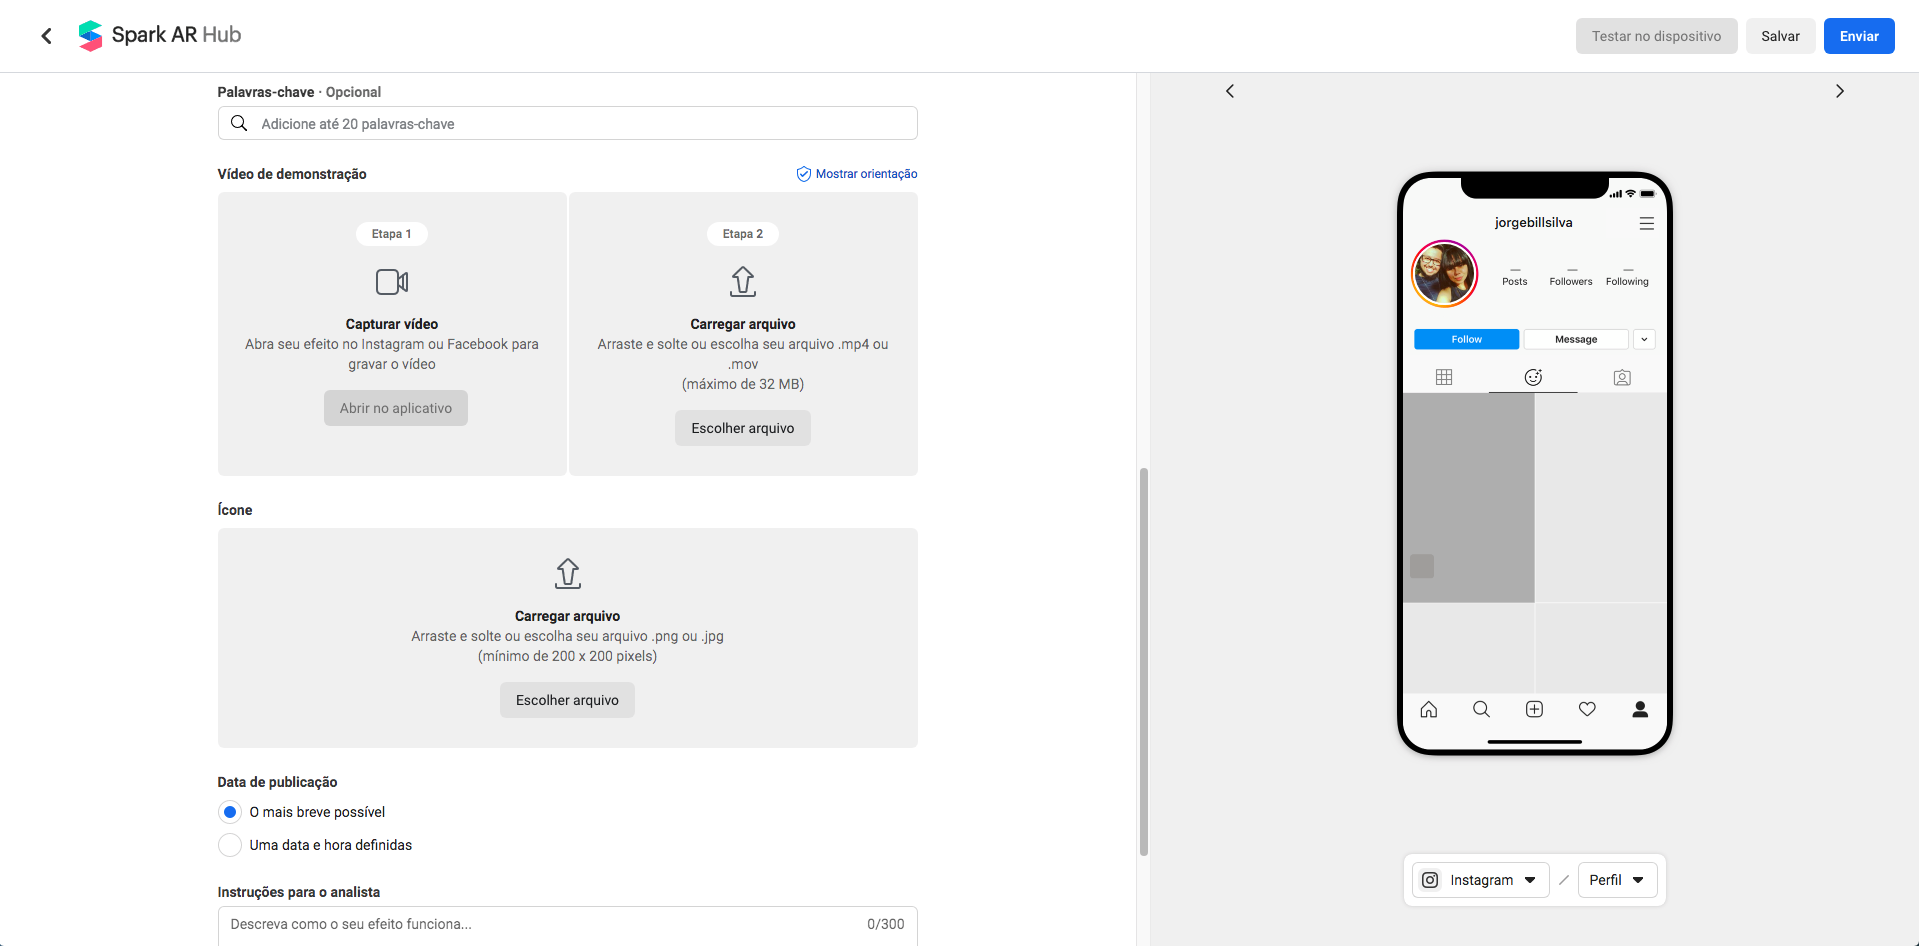 Spark AR Hub
Testar no dispositivo
Salvar
Enviar
Palavras-chave · Opcional
Adicione até 20 palavras-chave
Vídeo de demonstração
Mostrar orientação
Etapa 1
Capturar vídeo
Abra seu efeito no Instagram ou Facebook para
gravar o vídeo
Abrir no aplicativo
Etapa 2
Carregar arquivo
Arraste e solte ou escolha seu arquivo .mp4 ou
.mov
(máximo de 32 MB)
Escolher arquivo
Ícone
Carregar arquivo
Arraste e solte ou escolha seu arquivo .png ou .jpg
(mínimo de 200 x 200 pixels)
Escolher arquivo
Data de publicação
O mais breve possível
Uma data e hora definidas
Instruções para o analista
Descreva como o seu efeito funciona...
0/300
jorgebillsilva
Posts
Followers
Following
Follow
Message
Instagram
Perfil